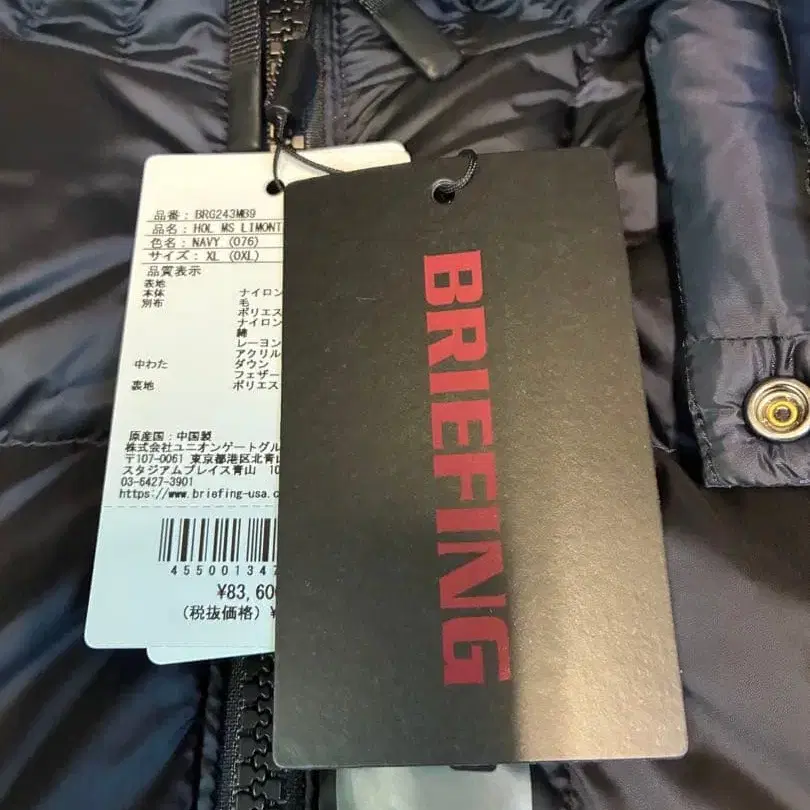 品番：BRG243MB9
品名：HOL MS LIMONT
色名：NAVY (076)
サイズ：XL (0XL)
品質表示
表地
本体 ナイロン
別布 毛
ポリエス
ナイロン
綿
レーヨン
アクリル
中わた ダウン
フェザー
裏地 ポリエス
原産国：中国製
株式会社ユニオンゲートグル
〒107-0061 東京都港区北青山
スタジアムプレイス青山 10
03-6427-3901
https://www.briefing-usa.c
45500134
¥83,60
(税抜価格) ¥
BRIEFING